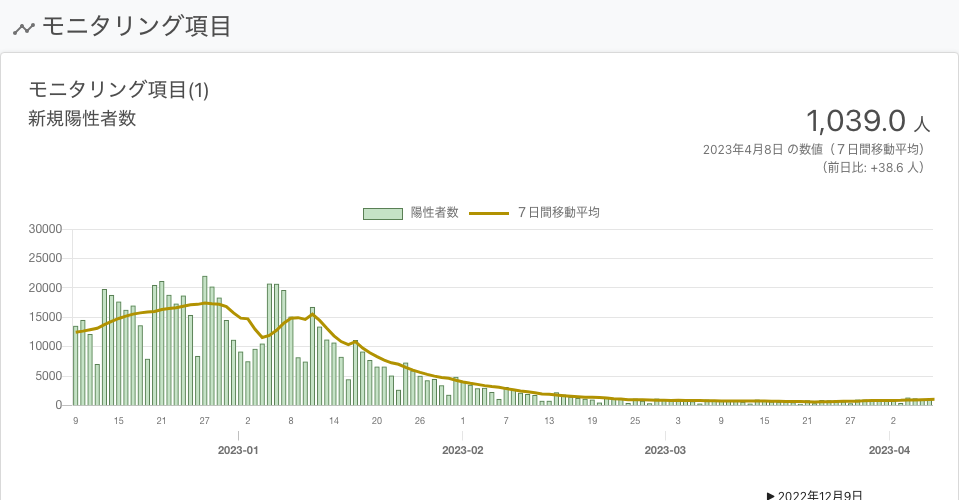 モニタリング項目
モニタリング項目(1)
新規陽性者数
1,039.0 人
2023年4月8日 の数値（７日間移動平均）
（前日比: +38.6 人）
陽性者数 ７日間移動平均
30000
25000
20000
15000
10000
5000
0
9 15 21 27 2 8 14 20 26 1 7 13 19 25 3 9 15 21 27 2
2023-01 2023-02 2023-03 2023-04
▶ 2022年12月9日